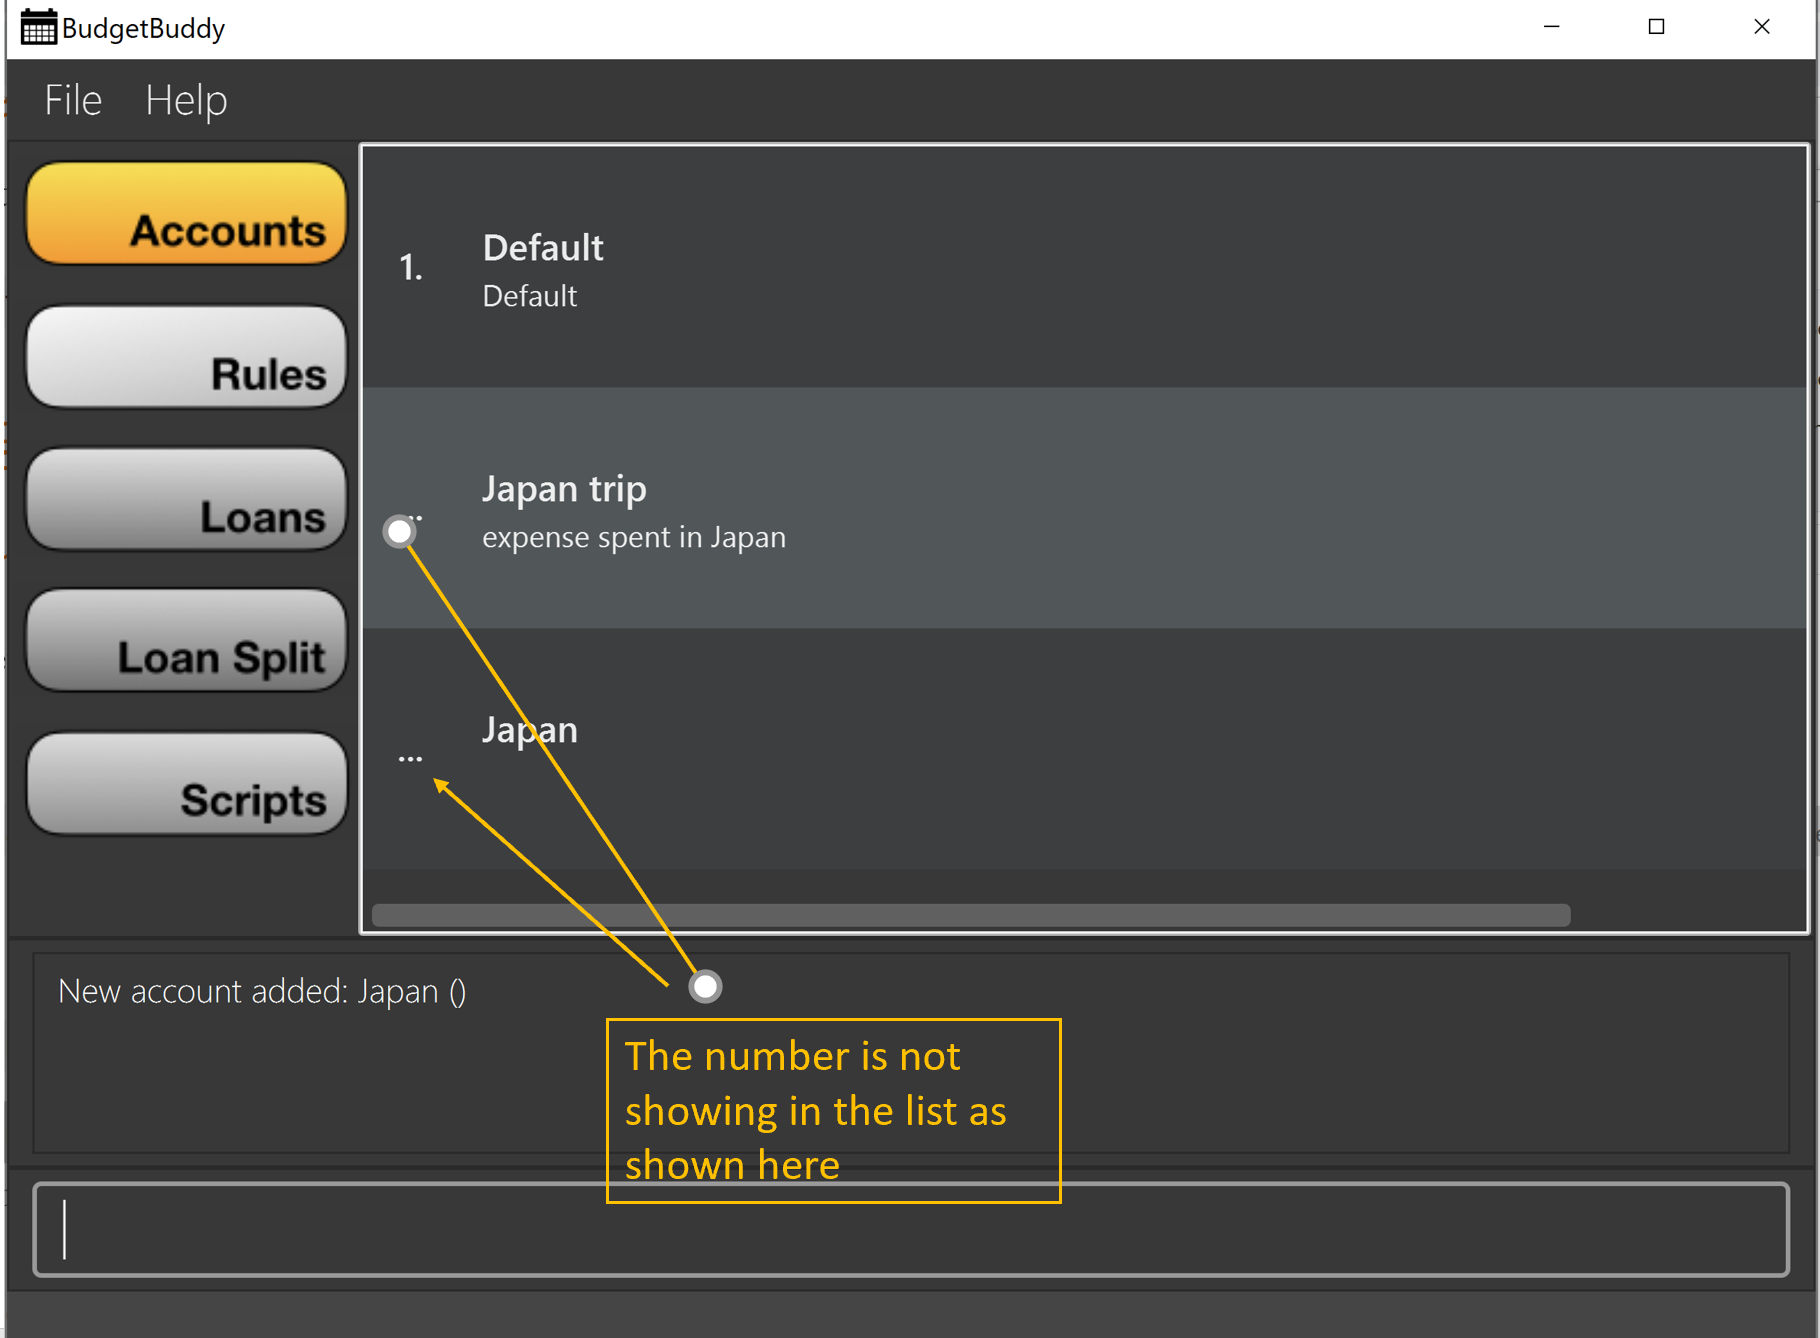 BudgetBuddy
File Help
Accounts
Rules
Loans
Loan Split
Scripts
1.
Default
Default
Japan trip
expense spent in Japan
...
Japan
...
New account added: Japan ()
The number is not
showing in the list as
shown here